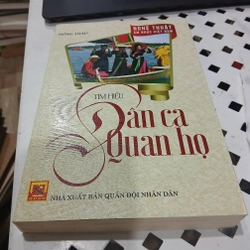 NGHỆ THUẬT
TÌM HIỂU
Dân ca
Quan họ
NHÀ XUẤT BẢN QUÂN ĐỘI NHÂN DÂN